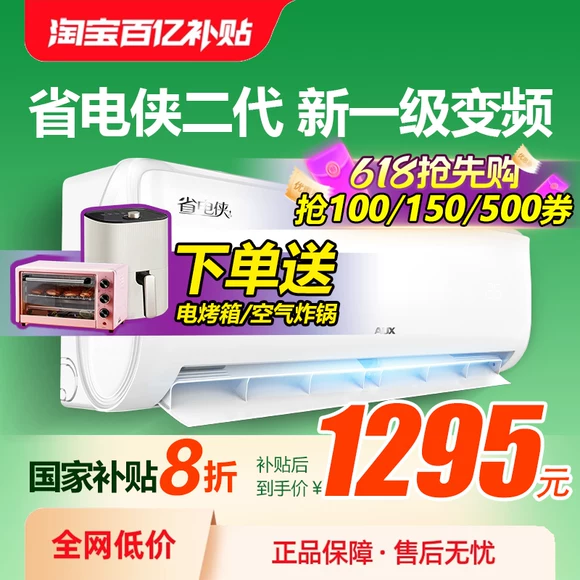 淘宝百亿补贴
省电侠二代 新一级变频
618抢先购
抢100/150/500券
省电侠
下单送
电烤箱/空气炸锅
AUX
国家补贴8折
补贴后
到手价¥
1295元
全网低价
正品保障·售后无忧